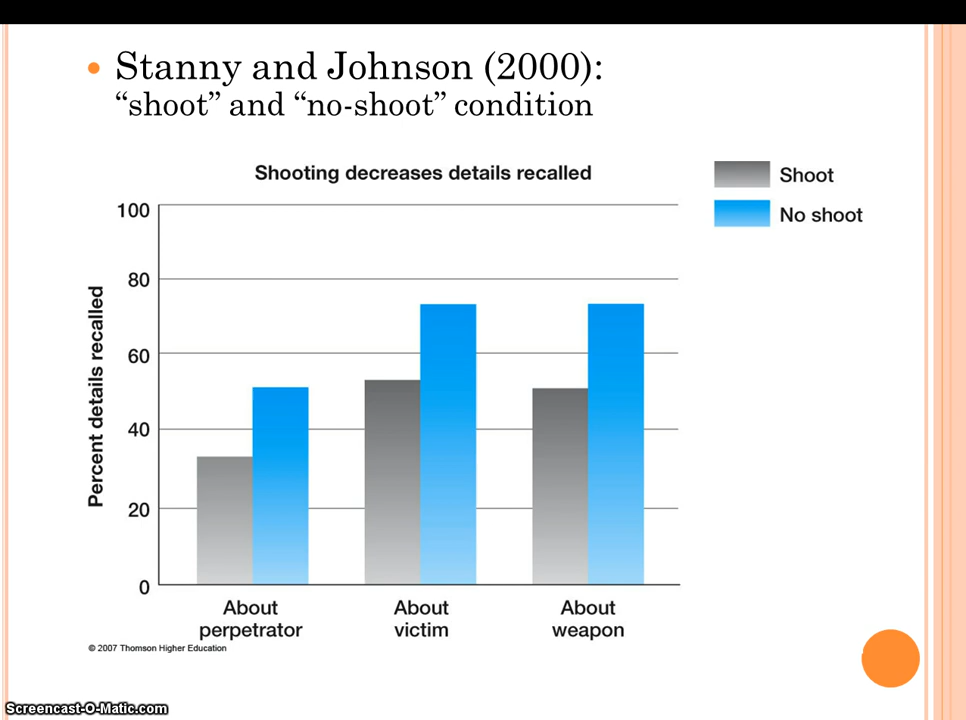 • Stanny and Johnson (2000):
“shoot” and “no-shoot” condition
Shooting decreases details recalled
Shoot
No shoot
Percent details recalled
100
80
60
40
20
0
About
perpetrator
About
victim
About
weapon
© 2007 Thomson Higher Education
Screencast-O-Matic.com